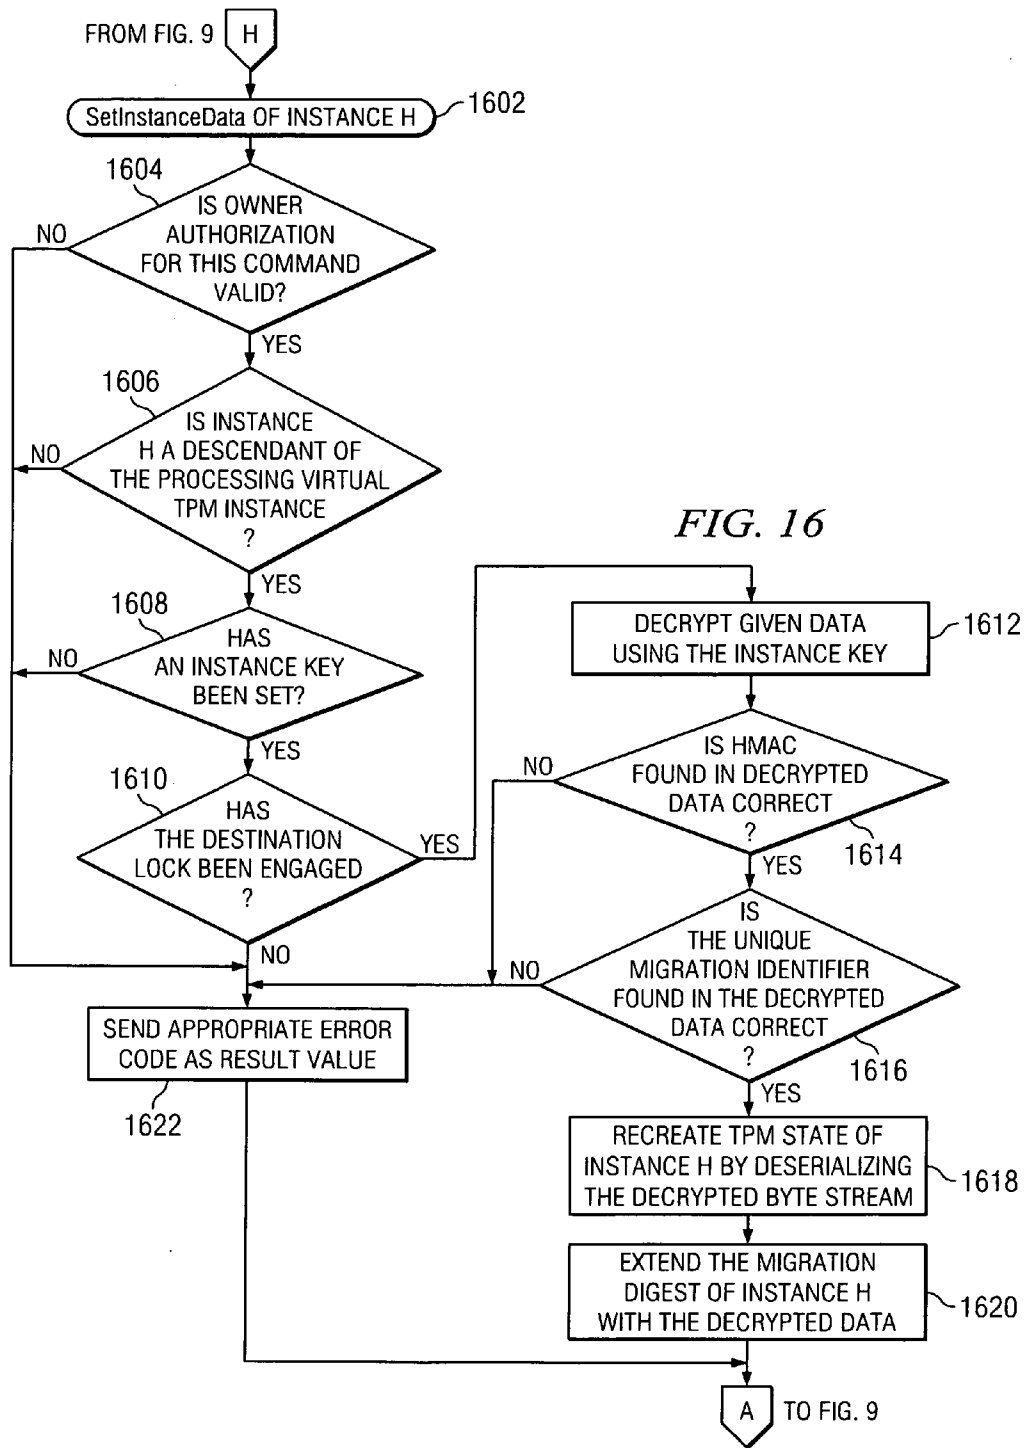 FROM FIG. 9
H
SetInstanceData OF INSTANCE H
1602
1604
IS OWNER
AUTHORIZATION
FOR THIS COMMAND
VALID?
NO
YES
1606
IS INSTANCE
H A DESCENDANT OF
THE PROCESSING VIRTUAL
TPM INSTANCE
?
NO
YES
1608
HAS
AN INSTANCE KEY
BEEN SET?
NO
YES
1610
HAS
THE DESTINATION
LOCK BEEN ENGAGED
?
YES
NO
FIG. 16
DECRYPT GIVEN DATA
USING THE INSTANCE KEY
1612
IS HMAC
FOUND IN DECRYPTED
DATA CORRECT
?
NO
1614
YES
IS
THE UNIQUE
MIGRATION IDENTIFIER
FOUND IN THE DECRYPTED
DATA CORRECT
?
NO
1616
YES
SEND APPROPRIATE ERROR
CODE AS RESULT VALUE
1622
RECREATE TPM STATE OF
INSTANCE H BY DESERIALIZING
THE DECRYPTED BYTE STREAM
1618
EXTEND THE MIGRATION
DIGEST OF INSTANCE H
WITH THE DECRYPTED DATA
1620
A
TO FIG. 9